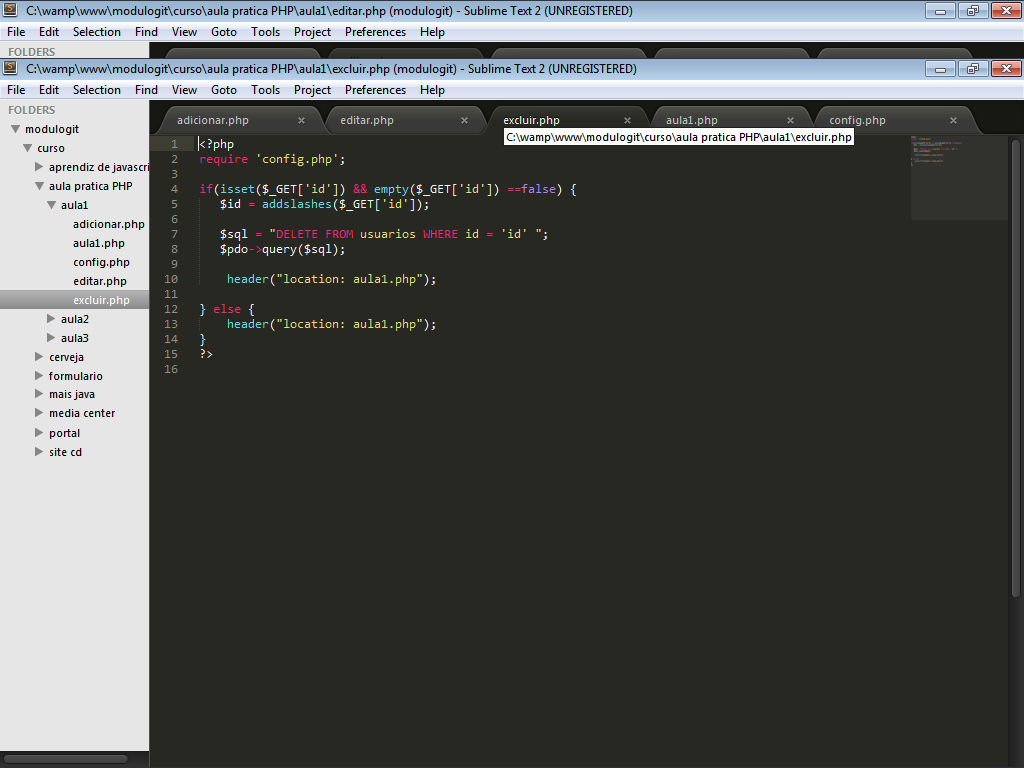 C:\wamp\www\modulogit\curso\aula pratica PHP\aula1\editar.php (modulogit) - Sublime Text 2 (UNREGISTERED)
File Edit Selection Find View Goto Tools Project Preferences Help
FOLDERS
C:\wamp\www\modulogit\curso\aula pratica PHP\aula1\excluir.php (modulogit) - Sublime Text 2 (UNREGISTERED)
File Edit Selection Find View Goto Tools Project Preferences Help
FOLDERS
modulogit
curso
aprendiz de javascri
aula pratica PHP
aula1
adicionar.php
aula1.php
config.php
editar.php
excluir.php
aula2
aula3
cerveja
formulario
mais java
media center
portal
site cd
adicionar.php × editar.php × excluir.php × aula1.php × config.php ×
C:\wamp\www\modulogit\curso\aula pratica PHP\aula1\excluir.php
1 <?php
2 require 'config.php';
3
4 if(isset($_GET['id']) && empty($_GET['id']) ==false) {
5 $id = addslashes($_GET['id']);
6
7 $sql = "DELETE FROM usuarios WHERE id = 'id' ";
8 $pdo->query($sql);
9
10 header("location: aula1.php");
11
12 } else {
13 header("location: aula1.php");
14 }
15 ?>
16